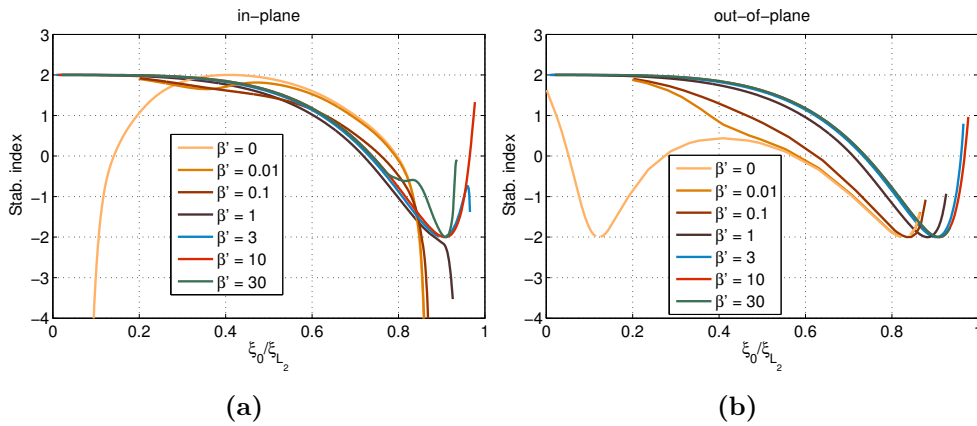 in-plane
3
2
1
0
−1
−2
−3
−4
Stab. index
β' = 0
β' = 0.01
β' = 0.1
β' = 1
β' = 3
β' = 10
β' = 30
0 0.2 0.4 0.6 0.8 1
ξ₀/ξ_L₂
(a)
out-of-plane
3
2
1
0
−1
−2
−3
−4
Stab. index
β' = 0
β' = 0.01
β' = 0.1
β' = 1
β' = 3
β' = 10
β' = 30
0 0.2 0.4 0.6 0.8 1
ξ₀/ξ_L₂
(b)